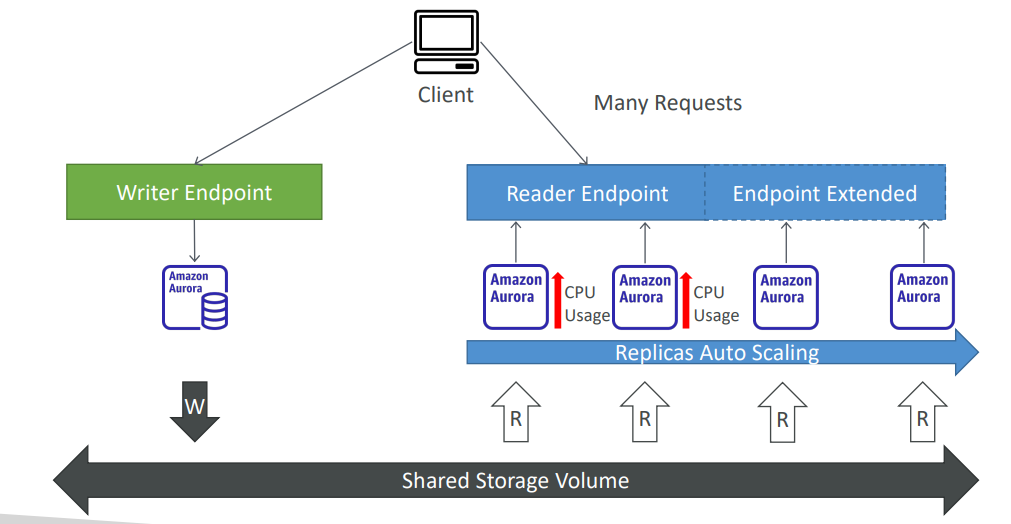 Client
Many Requests
Writer Endpoint
Reader Endpoint
Endpoint Extended
Amazon
Aurora
Amazon
Aurora
CPU
Usage
Amazon
Aurora
CPU
Usage
Amazon
Aurora
Amazon
Aurora
Replicas Auto Scaling
W
R
R
R
R
Shared Storage Volume